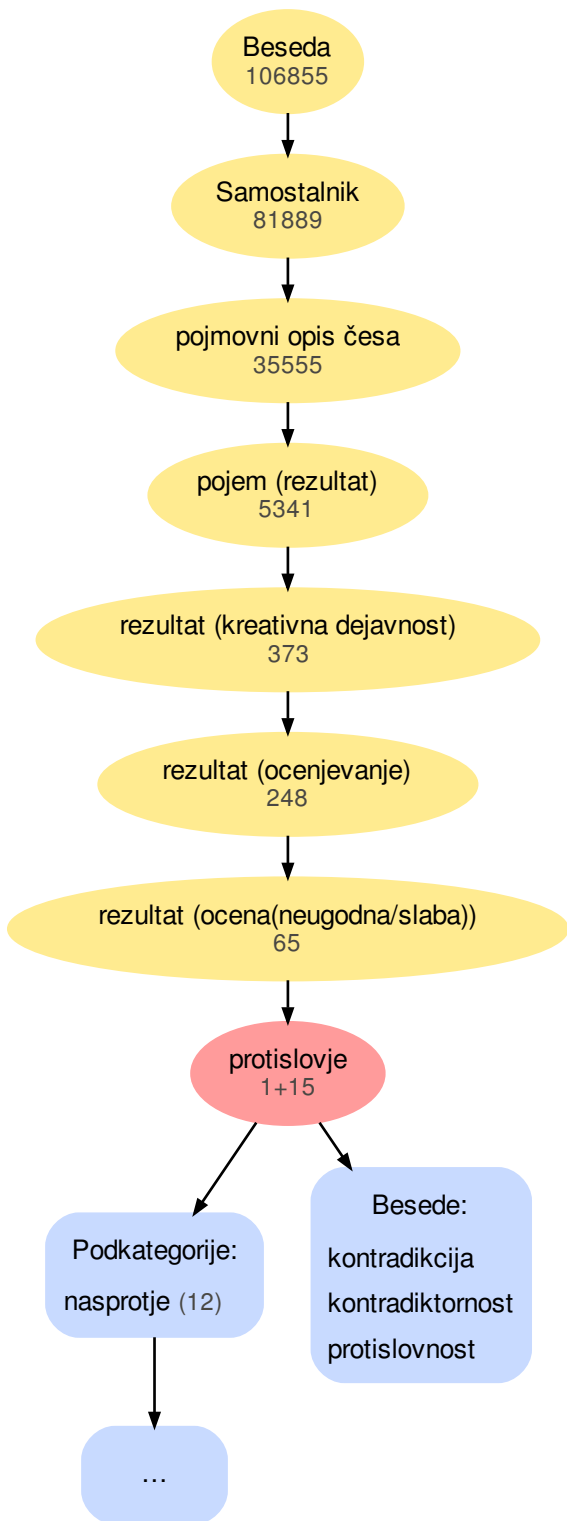 Beseda
106855
Samostalnik
81889
pojmovni opis česa
35555
pojem (rezultat)
5341
rezultat (kreativna dejavnost)
373
rezultat (ocenjevanje)
248
rezultat (ocena(neugodna/slaba))
65
protislovje
1+15
Podkategorije:
nasprotje (12)
...
Besede:
kontradikcija
kontradiktornost
protislovnost